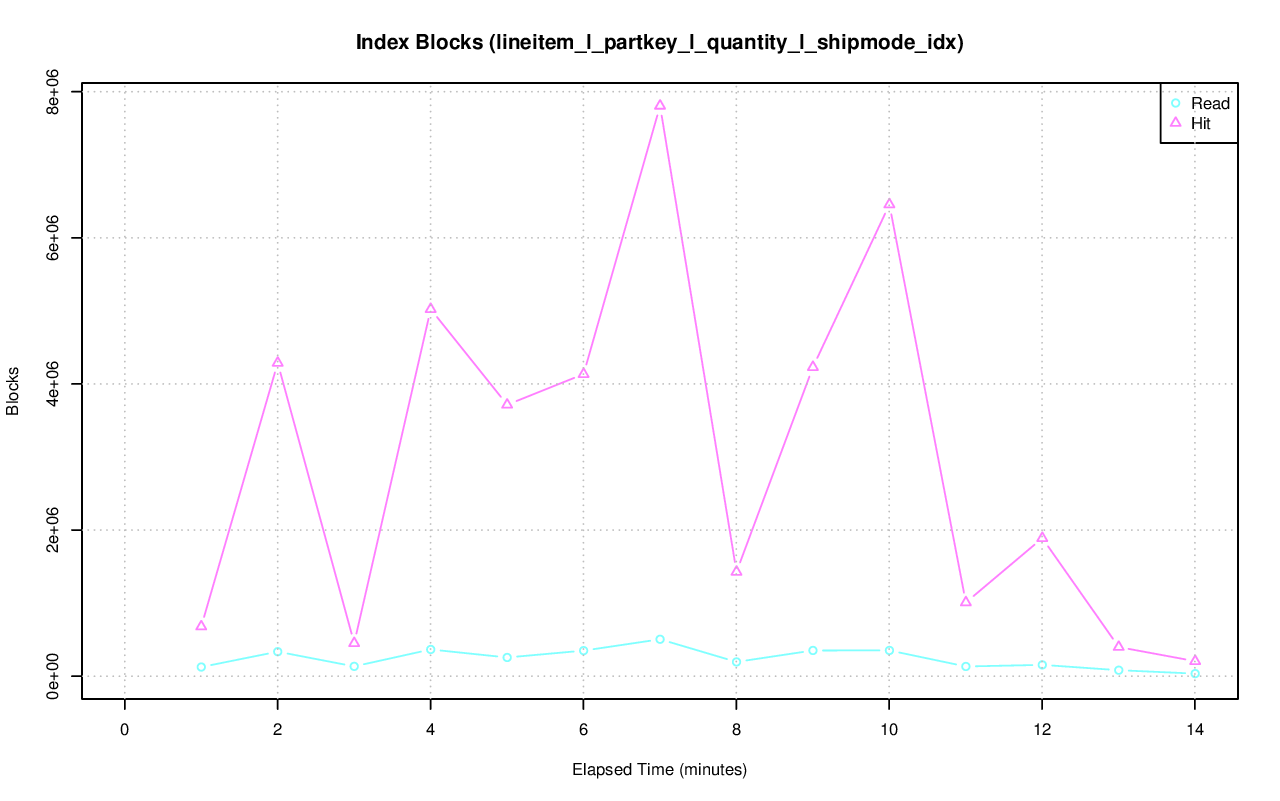 Index Blocks (lineitem_l_partkey_l_quantity_l_shipmode_idx)
Read
Hit
8e+06
6e+06
4e+06
2e+06
0e+00
Blocks
0 2 4 6 8 10 12 14
Elapsed Time (minutes)